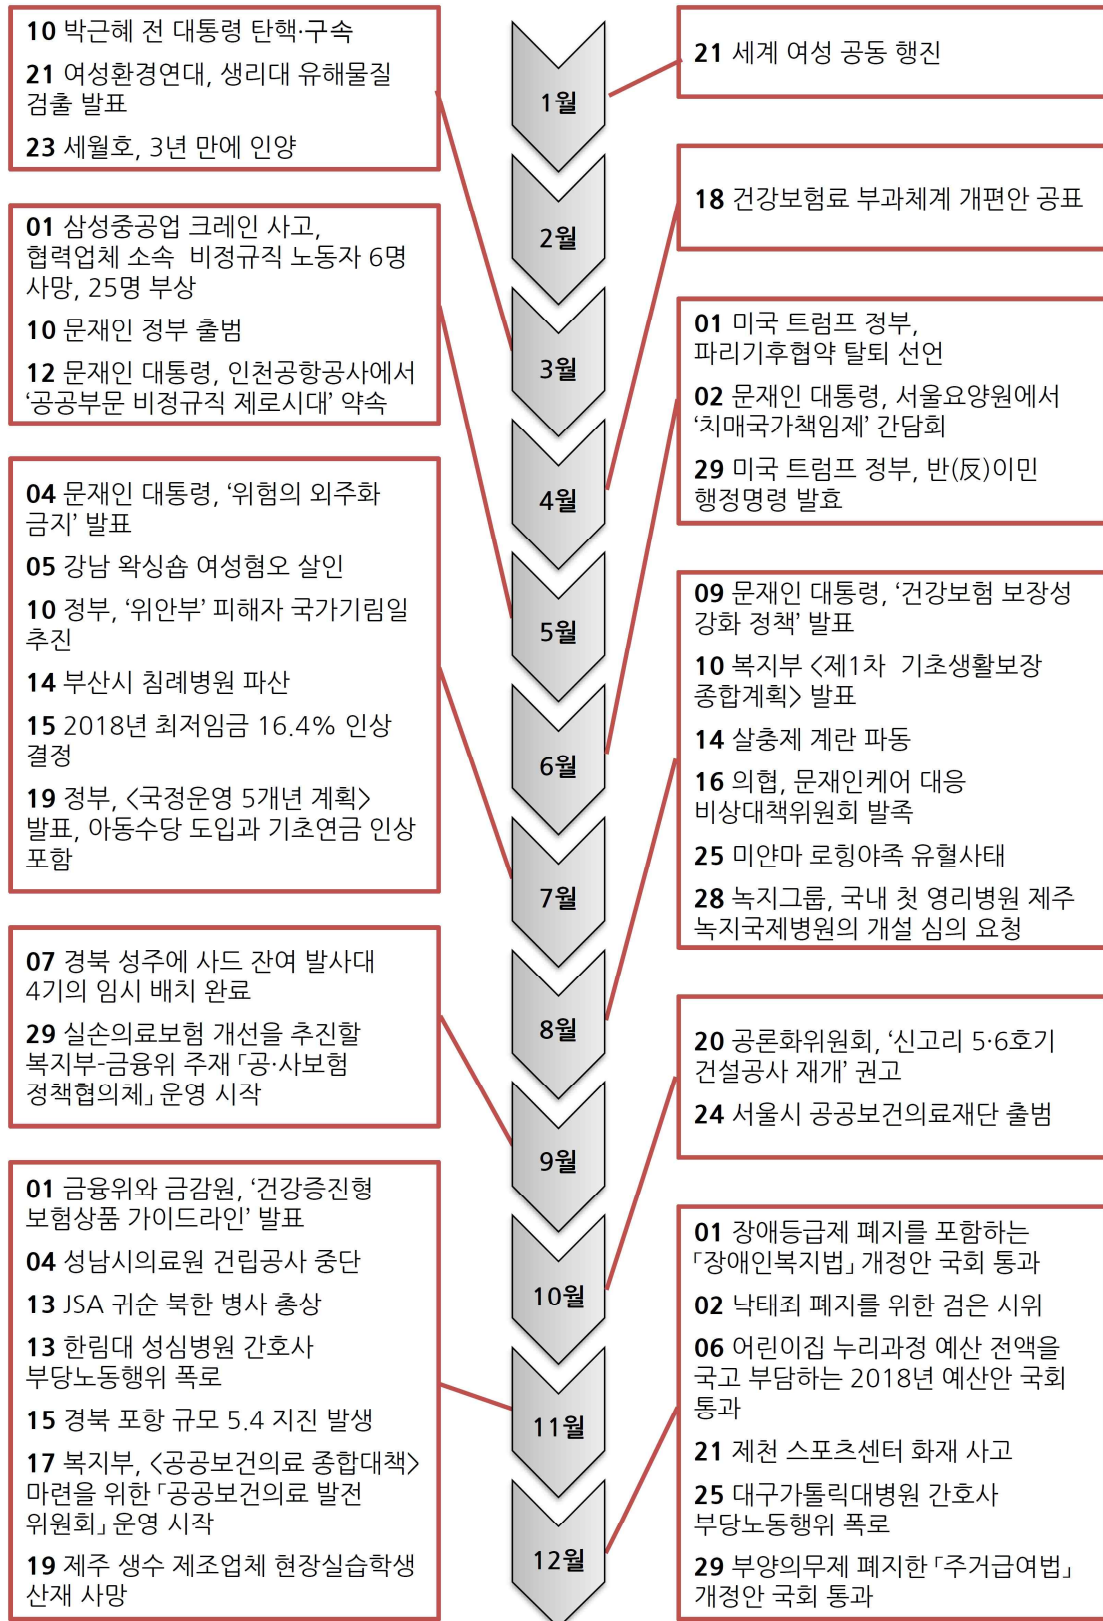 10 박근혜 전 대통령 탄핵·구속
21 여성환경연대, 생리대 유해물질
검출 발표
23 세월호, 3년 만에 인양
01 삼성중공업 크레인 사고,
협력업체 소속 비정규직 노동자 6명
사망, 25명 부상
10 문재인 정부 출범
12 문재인 대통령, 인천공항공사에서
‘공공부문 비정규직 제로시대’ 약속
04 문재인 대통령, ‘위험의 외주화
금지’ 발표
05 강남 왁싱숍 여성혐오 살인
10 정부, ‘위안부’ 피해자 국가기림일
추진
14 부산시 침례병원 파산
15 2018년 최저임금 16.4% 인상
결정
19 정부, <국정운영 5개년 계획>
발표, 아동수당 도입과 기초연금 인상
포함
07 경북 성주에 사드 잔여 발사대
4기의 임시 배치 완료
29 실손의료보험 개선을 추진할
복지부-금융위 주재 「공·사보험
정책협의체」 운영 시작
01 금융위와 금감원, ‘건강증진형
보험상품 가이드라인’ 발표
04 성남시의료원 건립공사 중단
13 JSA 귀순 북한 병사 총상
13 한림대 성심병원 간호사
부당노동행위 폭로
15 경북 포항 규모 5.4 지진 발생
17 복지부, <공공보건의료 종합대책>
마련을 위한 「공공보건의료 발전
위원회」 운영 시작
19 제주 생수 제조업체 현장실습학생
산재 사망
1월
2월
3월
4월
5월
6월
7월
8월
9월
10월
11월
12월
21 세계 여성 공동 행진
18 건강보험료 부과체계 개편안 공표
01 미국 트럼프 정부,
파리기후협약 탈퇴 선언
02 문재인 대통령, 서울요양원에서
‘치매국가책임제’ 간담회
29 미국 트럼프 정부, 반(反)이민
행정명령 발효
09 문재인 대통령, ‘건강보험 보장성
강화 정책’ 발표
10 복지부 <제1차 기초생활보장
종합계획> 발표
14 살충제 계란 파동
16 의협, 문재인케어 대응
비상대책위원회 발족
25 미얀마 로힝야족 유혈사태
28 녹지그룹, 국내 첫 영리병원 제주
녹지국제병원의 개설 심의 요청
20 공론화위원회, ‘신고리 5·6호기
건설공사 재개’ 권고
24 서울시 공공보건의료재단 출범
01 장애등급제 폐지를 포함하는
「장애인복지법」 개정안 국회 통과
02 낙태죄 폐지를 위한 검은 시위
06 어린이집 누리과정 예산 전액을
국고 부담하는 2018년 예산안 국회
통과
21 제천 스포츠센터 화재 사고
25 대구가톨릭대병원 간호사
부당노동행위 폭로
29 부양의무제 폐지한 「주거급여법」
개정안 국회 통과